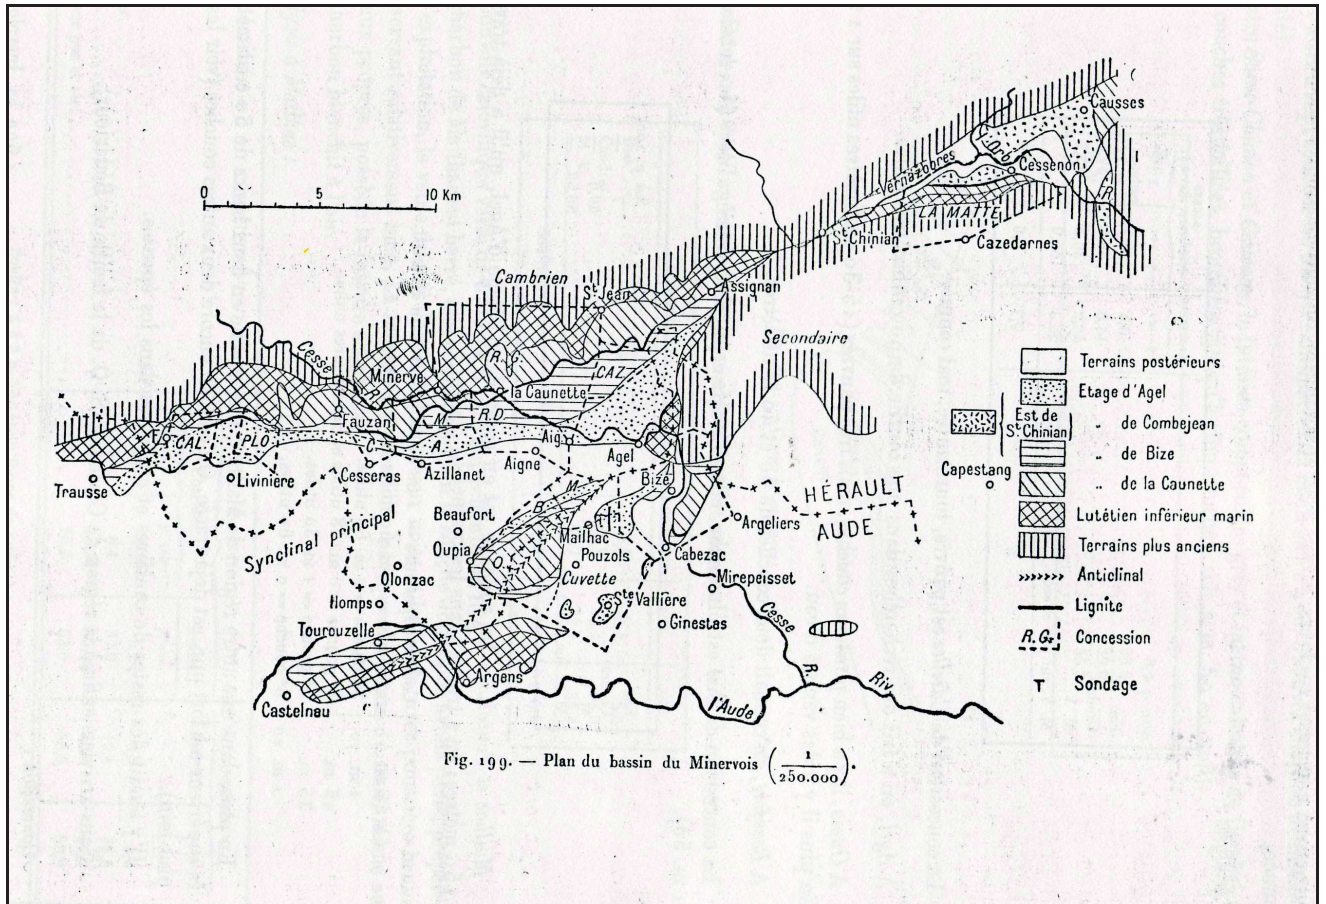 Causses
Orb
Cessenon
Vernazobres
R.
LA MATTE
St Chinian
Cazedarnes
0 5 10 Km
Cambrien
St Jean
Assignan
Cesse
Minerve
R.G.
CAZ
la Caunette
Secondaire
Fauzan
M.
R.D
F
CAL
PLO
C
A
Aig
Agel
Trausse
Livinière
Cesseras
Azillanet
Aigne
Bize
Synclinal principal
Beaufort
M.
B
Mailhac
Argeliers
HÉRAULT
AUDE
Capestang
Oupia
O.
Pouzols
Cabezac
Olonzac
Cuvette
Mirepeisset
Homps
Ste Vallière
Ginestas
Cesse
R.
Tourouzelle
Argens
Castelnau
l'Aude
Riv
Terrains postérieurs
Etage d'Agel
Est de St Chinian
" de Combejean
" de Bize
" de la Caunette
Lutétien inférieur marin
Terrains plus anciens
Anticlinal
Lignite
R.G. Concession
T Sondage
Fig. 199. — Plan du bassin du Minervois (1/250.000).